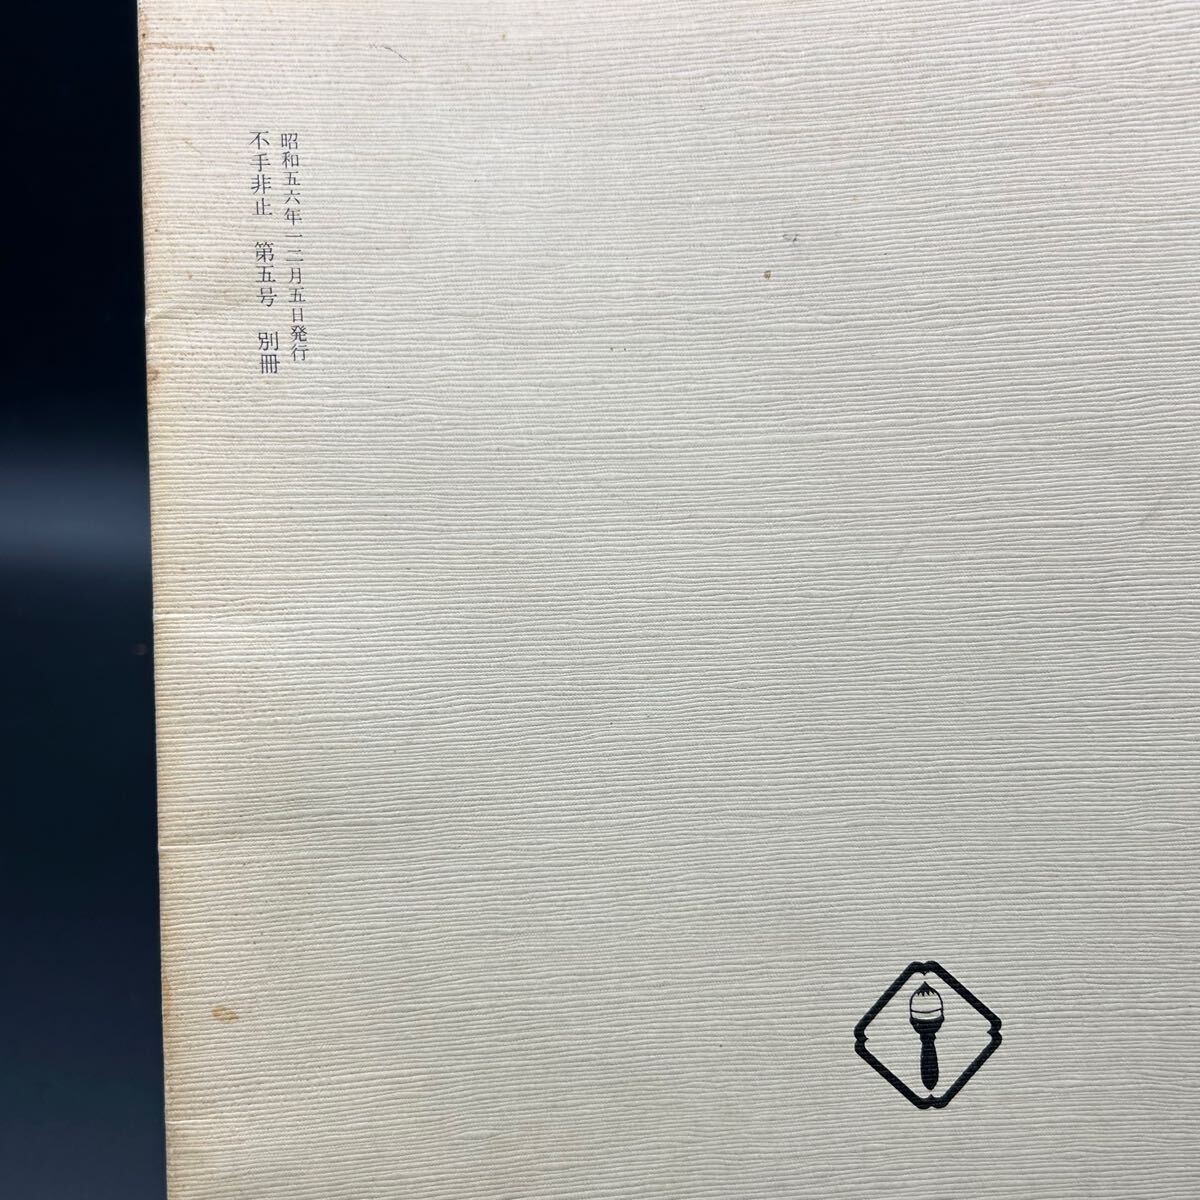 昭和五六年一二月五日発行
不手非止　第五号　別冊